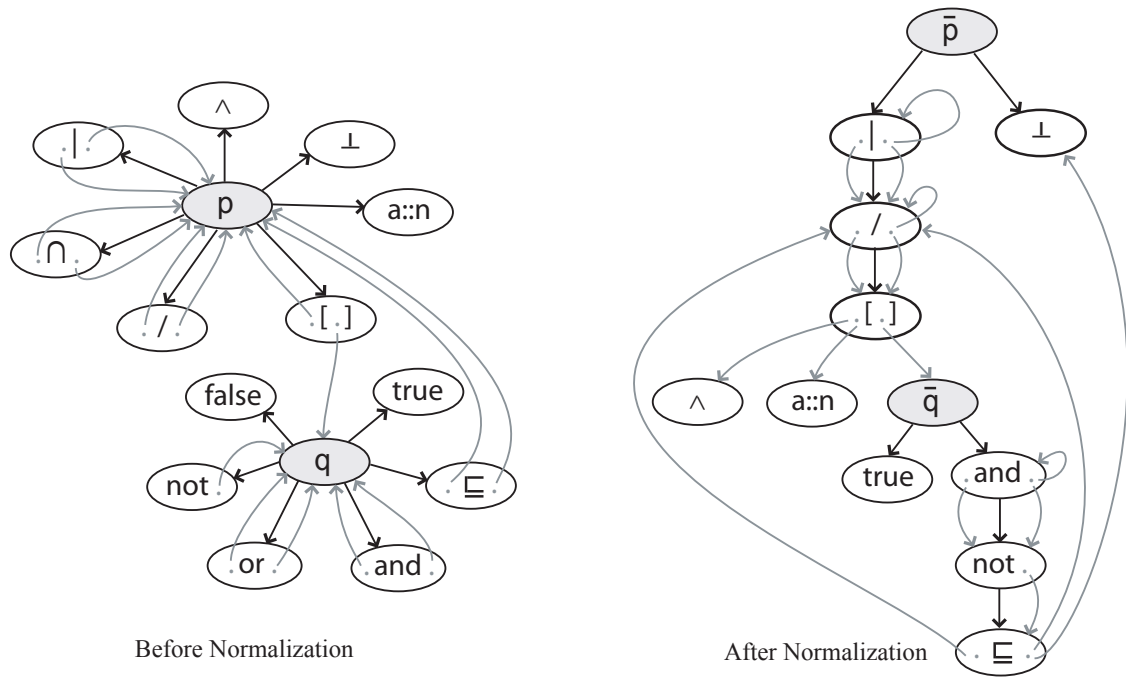 ∧
. | .
⊥
p
a::n
. ∩ .
. / .
. [ . ]
false
true
q
not .
. ⊑ .
. or .
. and .
Before Normalization
p̄
. | .
⊥
. / .
. [ . ]
∧
a::n
q̄
true
. and .
not .
. ⊑ .
After Normalization